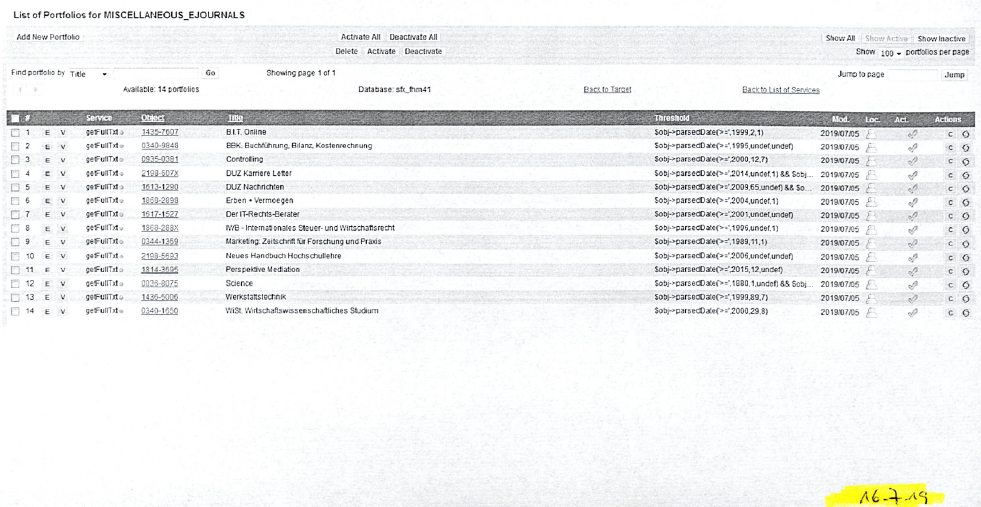 List of Portfolios for MISCELLANEOUS_EJOURNALS
Add New Portfolio Activate All Deactivate All Show All Show Active Show Inactive
Delete Activate Deactivate Show 100 portfolios per page
Find portfolio by Title Go Showing page 1 of 1 Jump to page Jump
Available: 14 portfolios Database: sfx_thm41 Back to Target Back to List of Services
# Service Object Title Threshold Mod. Loc. Act. Actions
1 E V getFullTxt 1435-7607 B.I.T. Online $obj->parsedDate('>=',1999,2,1) 2019/07/05 C
2 E V getFullTxt 0340-9848 BBK. Buchführung, Bilanz, Kostenrechnung $obj->parsedDate('>=',1995,undef,undef) 2019/07/05 C
3 E V getFullTxt 0935-0381 Controlling $obj->parsedDate('>=',2000,12,7) 2019/07/05 C
4 E V getFullTxt 2198-607X DUZ Karriere Letter $obj->parsedDate('>=',2014,undef,1) && $obj... 2019/07/05 C
5 E V getFullTxt 1613-1290 DUZ Nachrichten $obj->parsedDate('>=',2009,65,undef) && $o... 2019/07/05 C
6 E V getFullTxt 1868-2898 Erben + Vermoegen $obj->parsedDate('>=',2004,undef,1) 2019/07/05 C
7 E V getFullTxt 1617-1527 Der IT-Rechts-Berater $obj->parsedDate('>=',2001,undef,undef) 2019/07/05 C
8 E V getFullTxt 1868-288X IWB - Internationales Steuer- und Wirtschaftsrecht $obj->parsedDate('>=',1996,undef,1) 2019/07/05 C
9 E V getFullTxt 0344-1369 Marketing: Zeitschrift für Forschung und Praxis $obj->parsedDate('>=',1989,11,1) 2019/07/05 C
10 E V getFullTxt 2198-5693 Neues Handbuch Hochschullehre $obj->parsedDate('>=',2006,undef,undef) 2019/07/05 C
11 E V getFullTxt 1814-3695 Perspektive Mediation $obj->parsedDate('>=',2015,12,undef) 2019/07/05 C
12 E V getFullTxt 0036-8075 Science $obj->parsedDate('>=',1880,1,undef) && $obj... 2019/07/05 C
13 E V getFullTxt 1436-5006 Werkstattstechnik $obj->parsedDate('>=',1999,89,7) 2019/07/05 C
14 E V getFullTxt 0340-1650 WiSt. Wirtschaftswissenschaftliches Studium $obj->parsedDate('>=',2000,29,8) 2019/07/05 C
16.7.19